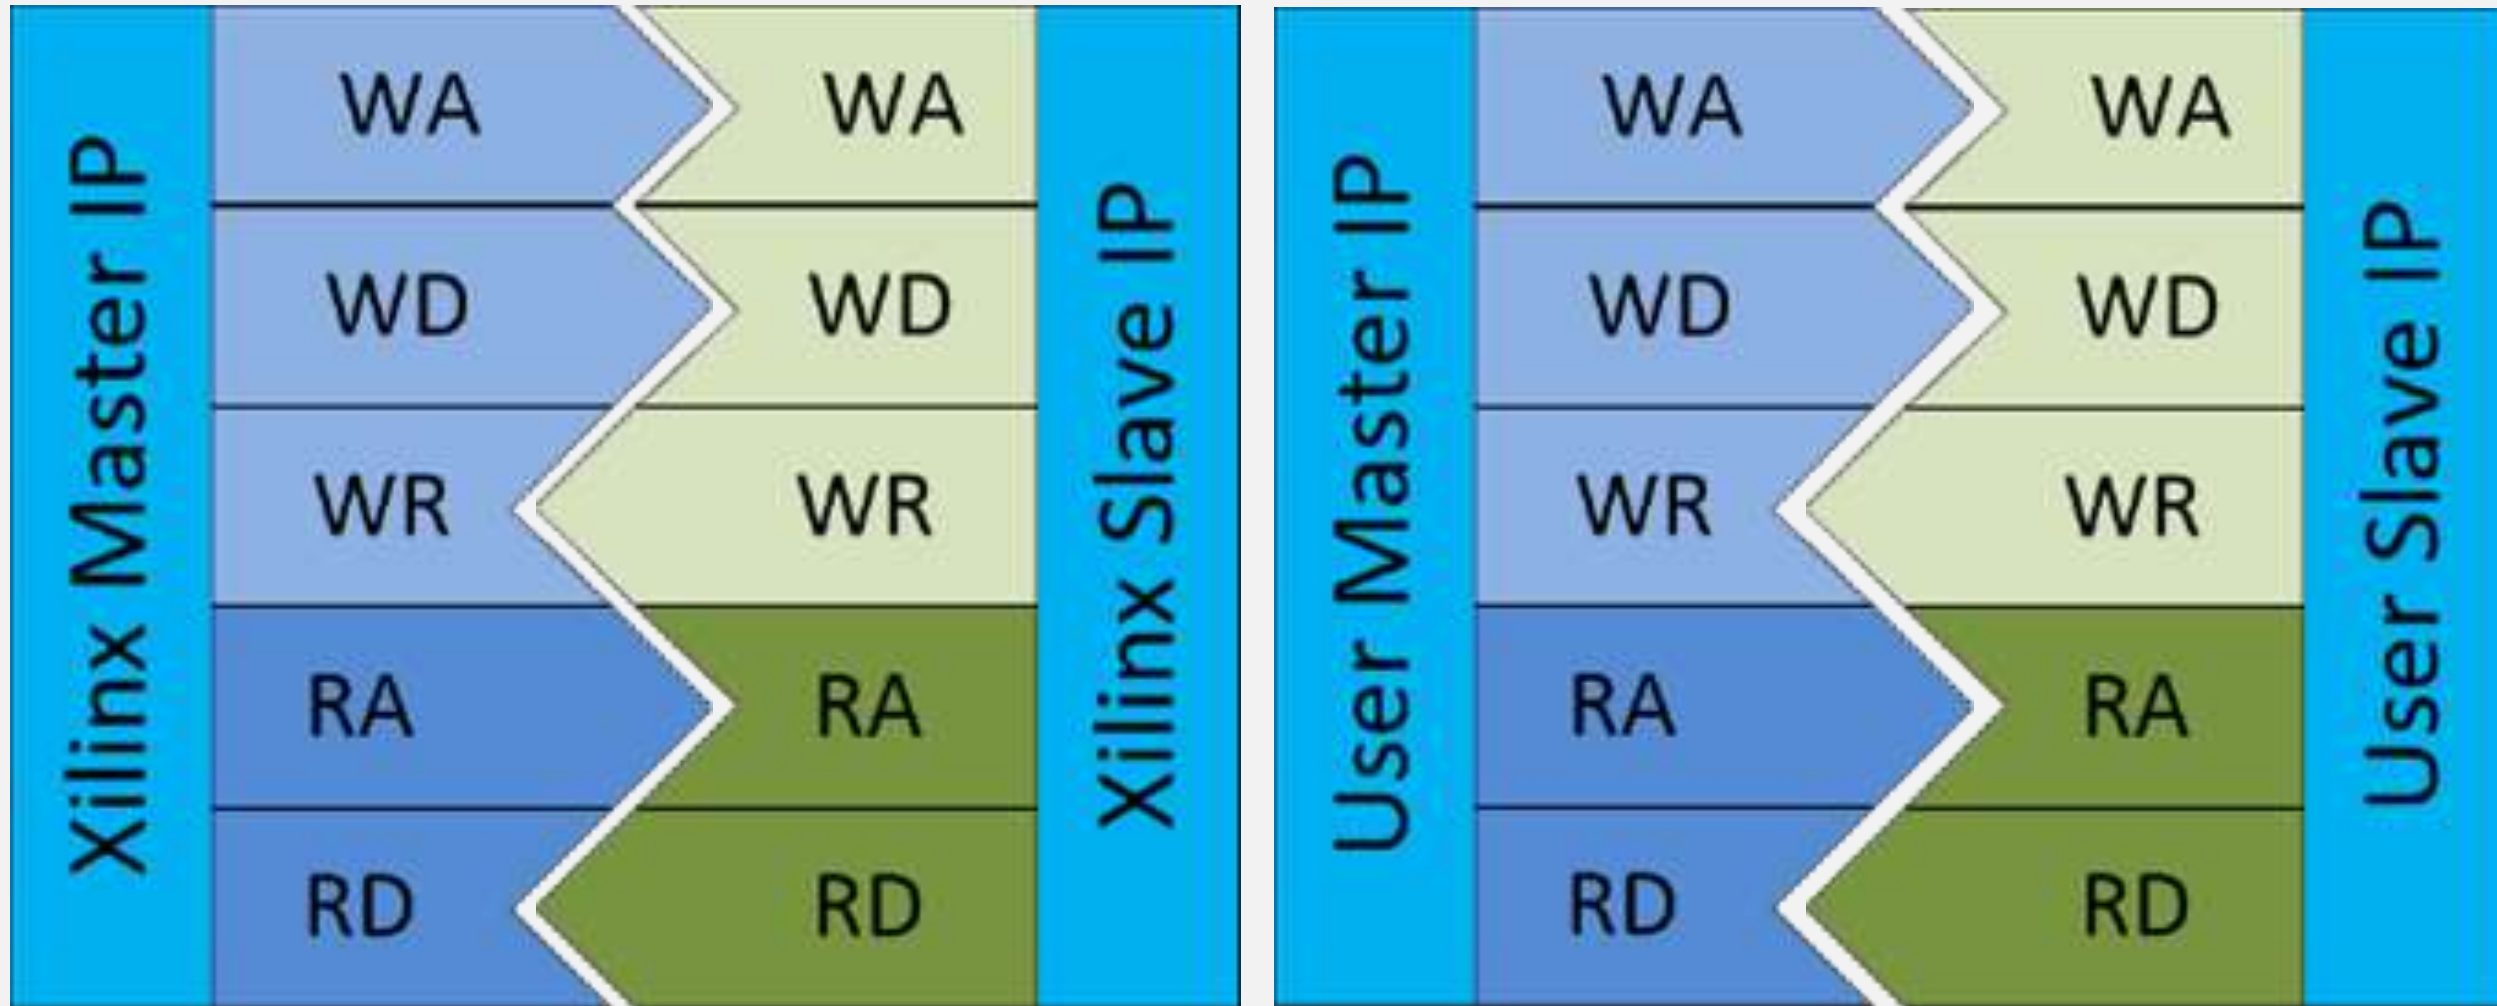 Xilinx Master IP
WA WA
WD WD
WR WR
RA RA
RD RD
Xilinx Slave IP
User Master IP
WA WA
WD WD
WR WR
RA RA
RD RD
User Slave IP